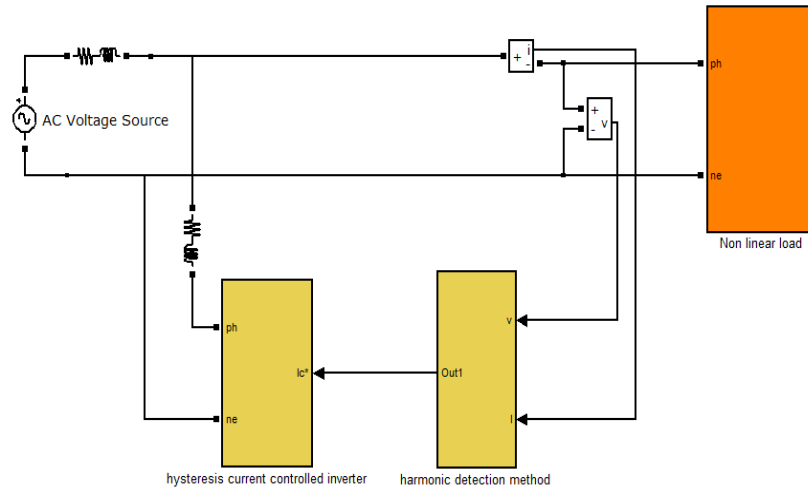 i
+
-
ph
AC Voltage Source
+
v
-
ne
Non linear load
ph
v
Ic*
Out1
ne
I
hysteresis current controlled inverter
harmonic detection method